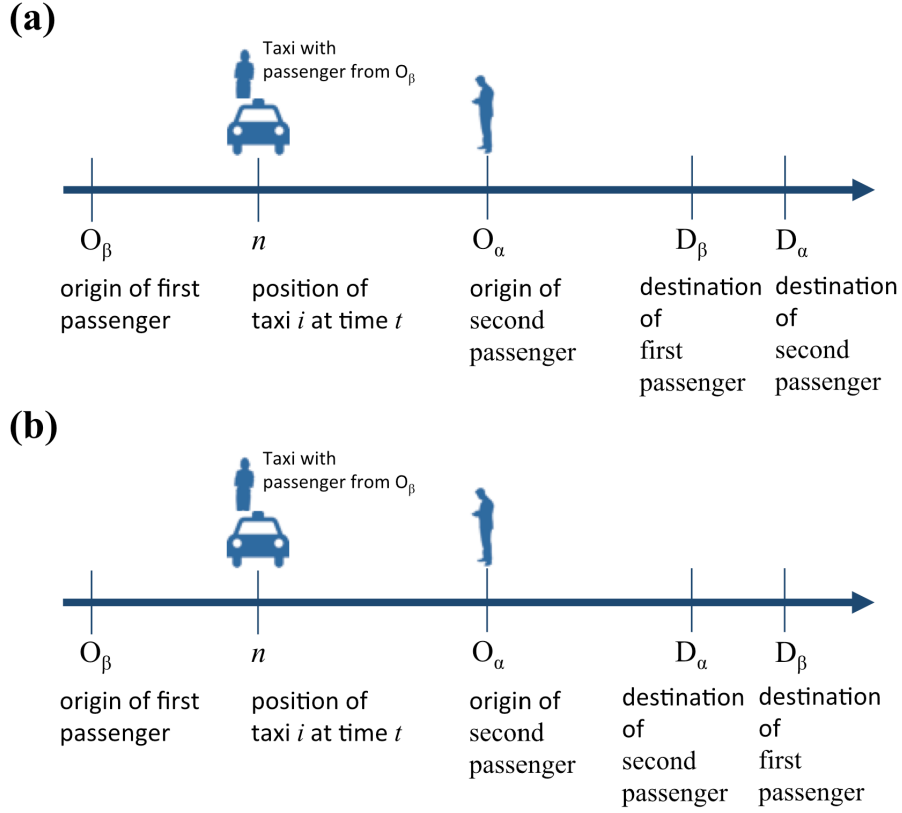 (a)
Taxi with
passenger from Oβ
Oβ n Oα Dβ Dα
origin of first
passenger
position of
taxi i at time t
origin of
second
passenger
destination
of
first
passenger
destination
of
second
passenger
(b)
Taxi with
passenger from Oβ
Oβ n Oα Dα Dβ
origin of first
passenger
position of
taxi i at time t
origin of
second
passenger
destination
of
second
passenger
destination
of
first
passenger